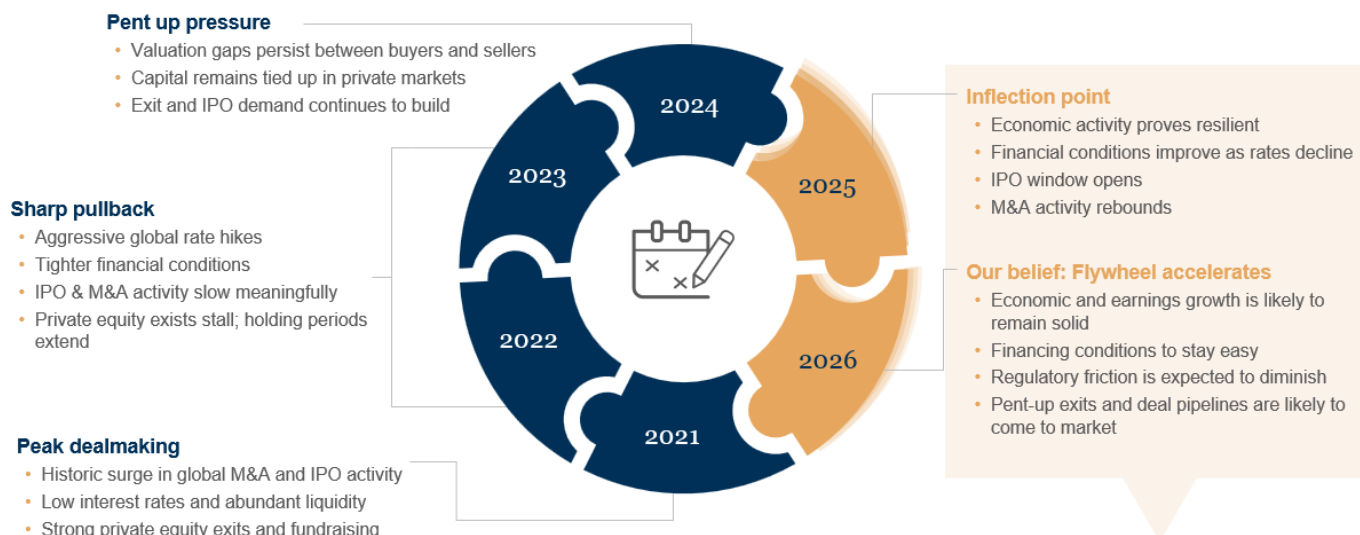 Pent up pressure
• Valuation gaps persist between buyers and sellers
• Capital remains tied up in private markets
• Exit and IPO demand continues to build
Sharp pullback
• Aggressive global rate hikes
• Tighter financial conditions
• IPO & M&A activity slow meaningfully
• Private equity exists stall; holding periods
extend
Peak dealmaking
• Historic surge in global M&A and IPO activity
• Low interest rates and abundant liquidity
• Strong private equity exits and fundraising
2024
2023
2025
2022
2026
2021
Inflection point
• Economic activity proves resilient
• Financial conditions improve as rates decline
• IPO window opens
• M&A activity rebounds
Our belief: Flywheel accelerates
• Economic and earnings growth is likely to
remain solid
• Financing conditions to stay easy
• Regulatory friction is expected to diminish
• Pent-up exits and deal pipelines are likely to
come to market